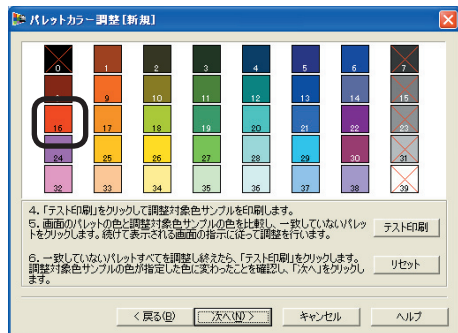 パレットカラー調整[新規]
0 1 2 3 4 5 6 7
9 10 11 12 13 14 15
16 17 18 19 20 21 22 23
24 25 26 27 28 29 30 31
32 33 34 35 36 37 38 39
4．「テスト印刷」をクリックして調整対象色サンプルを印刷します。
5．画面のパレットの色と調整対象色サンプルの色を比較し、一致していないパレッ
トをクリックします。続けて表示される画面の指示に従って調整を行います。
テスト印刷
6．一致していないパレットすべてを調整し終えたら、「テスト印刷」をクリックします。
調整対象色サンプルの色が指定した色に変わったことを確認し、「次へ」をクリックし
ます。
リセット
< 戻る(B)
次へ(N) >
キャンセル
ヘルプ